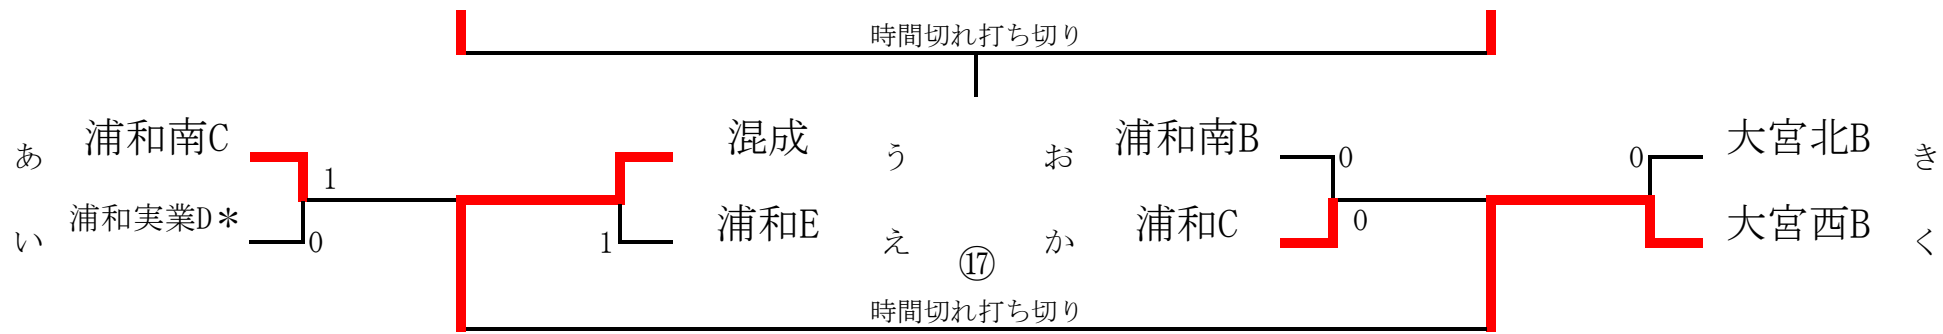 時間切れ打ち切り
あ 浦和南C 混成 う お 浦和南B 大宮北B き
1 0 0
い 浦和実業D＊ 0 1 浦和E え か 浦和C 0 大宮西B く
⑰
時間切れ打ち切り